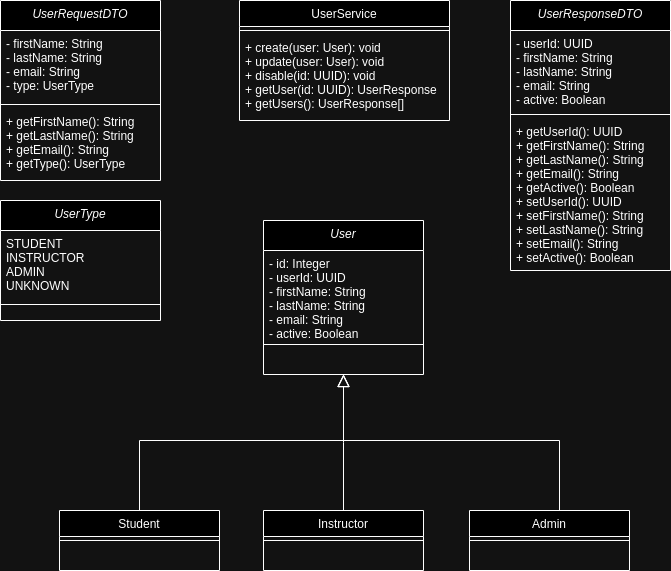 UserRequestDTO
- firstName: String
- lastName: String
- email: String
- type: UserType
+ getFirstName(): String
+ getLastName(): String
+ getEmail(): String
+ getType(): UserType
UserService
+ create(user: User): void
+ update(user: User): void
+ disable(id: UUID): void
+ getUser(id: UUID): UserResponse
+ getUsers(): UserResponse[]
UserResponseDTO
- userId: UUID
- firstName: String
- lastName: String
- email: String
- active: Boolean
+ getUserId(): UUID
+ getFirstName(): String
+ getLastName(): String
+ getEmail(): String
+ getActive(): Boolean
+ setUserId(): UUID
+ setFirstName(): String
+ setLastName(): String
+ setEmail(): String
+ setActive(): Boolean
UserType
STUDENT
INSTRUCTOR
ADMIN
UNKNOWN
User
- id: Integer
- userId: UUID
- firstName: String
- lastName: String
- email: String
- active: Boolean
Student
Instructor
Admin